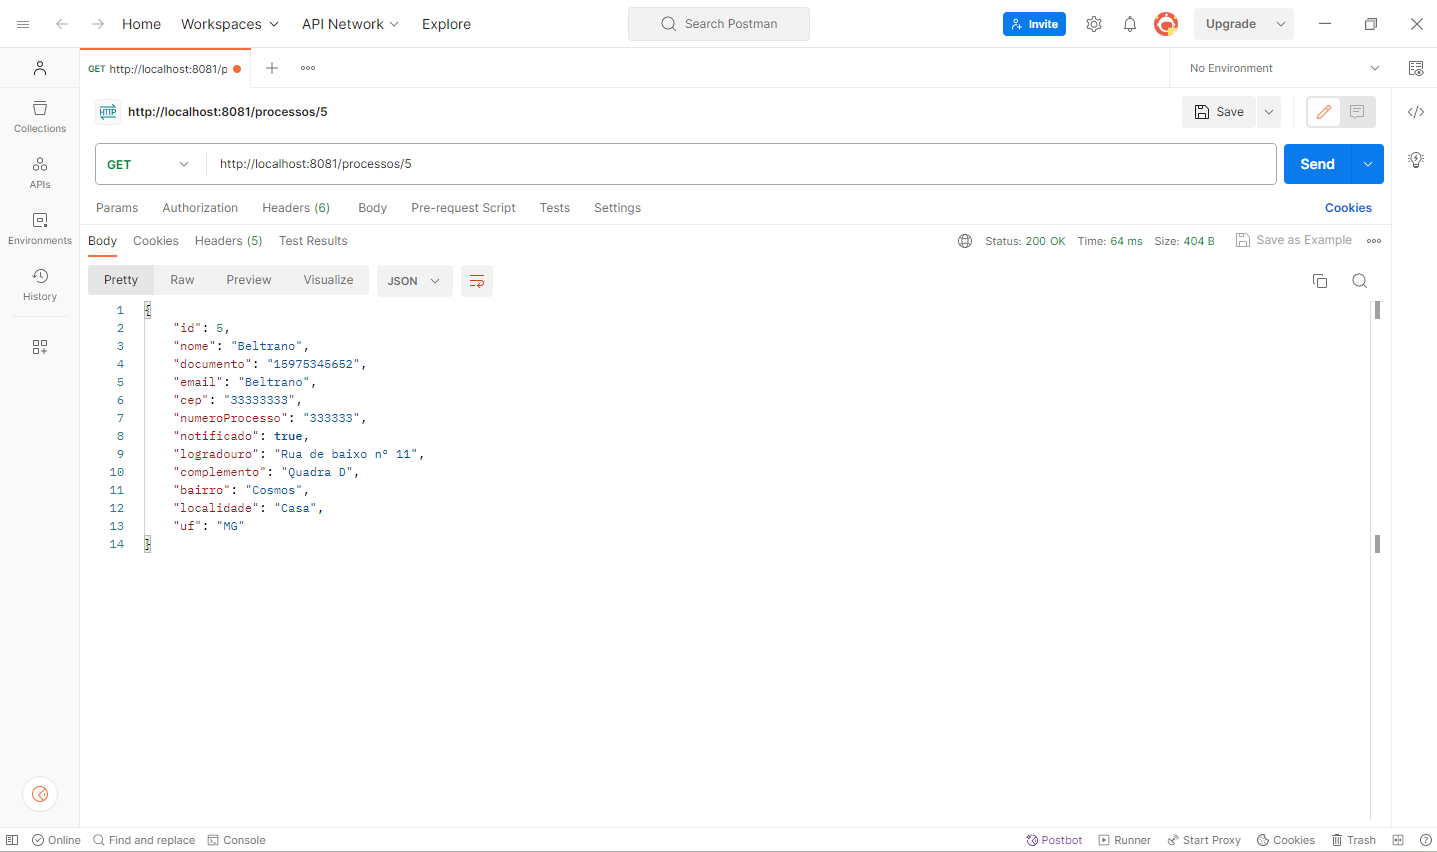 Home Workspaces API Network Explore Search Postman Invite Upgrade
GET http://localhost:8081/p No Environment
HTTP http://localhost:8081/processos/5 Save
GET http://localhost:8081/processos/5 Send
Params Authorization Headers (6) Body Pre-request Script Tests Settings Cookies
Body Cookies Headers (5) Test Results Status: 200 OK Time: 64 ms Size: 404 B Save as Example
Pretty Raw Preview Visualize JSON
Collections
APIs
Environments
History
1 {
2 "id": 5,
3 "nome": "Beltrano",
4 "documento": "15975345652",
5 "email": "Beltrano",
6 "cep": "33333333",
7 "numeroProcesso": "333333",
8 "notificado": true,
9 "logradouro": "Rua de baixo n° 11",
10 "complemento": "Quadra D",
11 "bairro": "Cosmos",
12 "localidade": "Casa",
13 "uf": "MG"
14 }
Online Find and replace Console Postbot Runner Start Proxy Cookies Trash